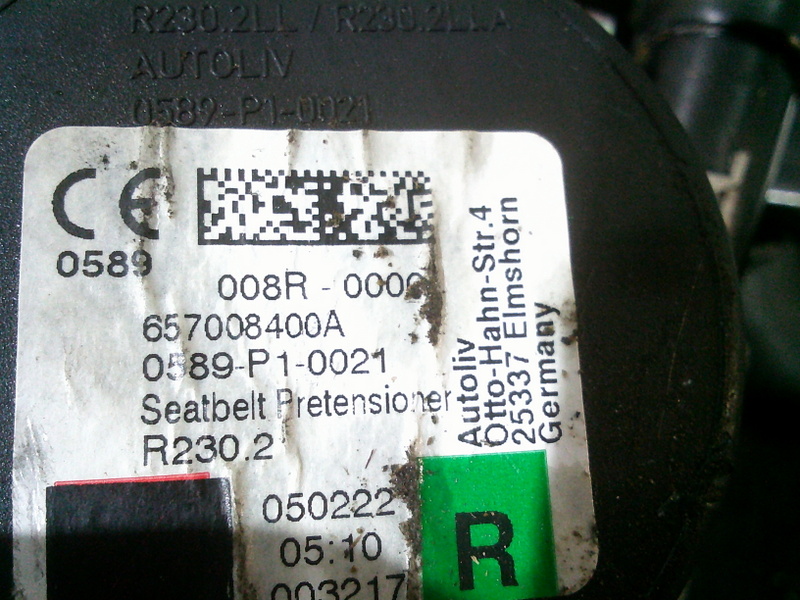 R230.2LL / R230.2LLA
AUTOLIV
0589-P1-0021
CE
0589
008R - 000
657008400A
0589-P1-0021
Seatbelt Pretensioner
R230.2
Autoliv
Otto-Hahn-Str.4
25337 Elmshorn
Germany
050222
05:10
003217
R